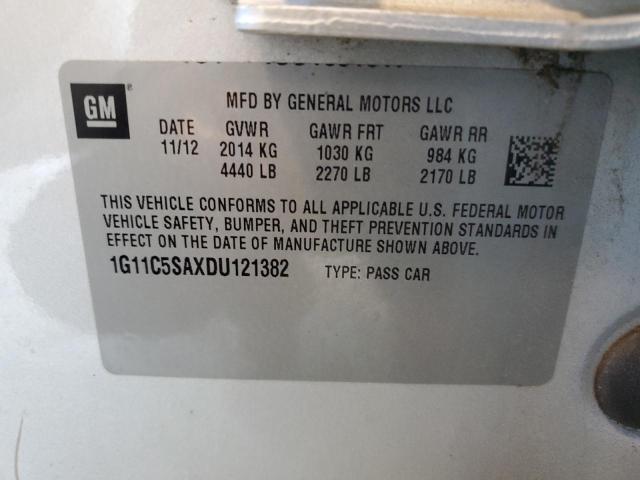 GM
MFD BY GENERAL MOTORS LLC
DATE GVWR GAWR FRT GAWR RR
11/12 2014 KG 1030 KG 984 KG
4440 LB 2270 LB 2170 LB
THIS VEHICLE CONFORMS TO ALL APPLICABLE U.S. FEDERAL MOTOR
VEHICLE SAFETY, BUMPER, AND THEFT PREVENTION STANDARDS IN
EFFECT ON THE DATE OF MANUFACTURE SHOWN ABOVE.
1G11C5SAXDU121382 TYPE: PASS CAR